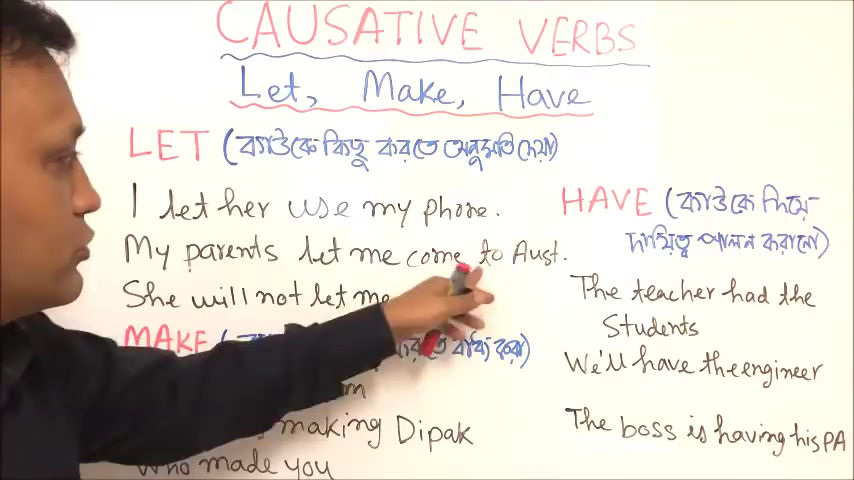 CAUSATIVE VERBS
Let, Make, Have
LET (কাউকে কিছু করতে অনুমতি দেয়া)
I let her use my phone.
My parents let me come to Aust.
She will not let me
MAKE
বাধ্য করা)
making Dipak
Who made you
HAVE (কাউকে দিয়ে
দায়িত্ব পালন করানো)
The teacher had the
Students
We'll have the engineer
The boss is having his PA